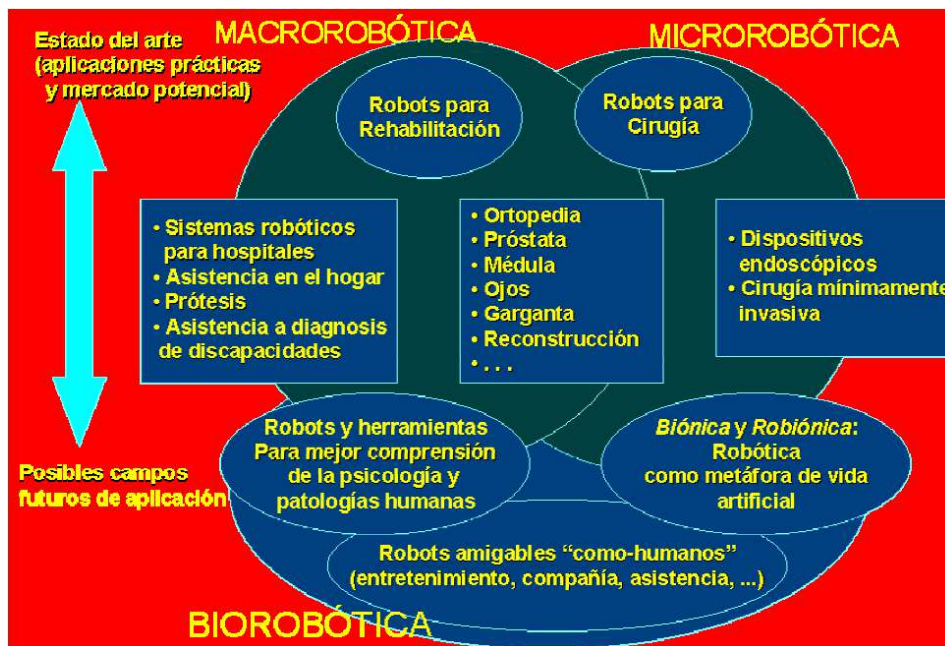 MACROROBÓTICA
MICROROBÓTICA
Estado del arte
(aplicaciones prácticas
y mercado potencial)
Robots para
Rehabilitación
Robots para
Cirugía
• Sistemas robóticos
para hospitales
• Asistencia en el hogar
• Prótesis
• Asistencia a diagnosis
de discapacidades
• Ortopedia
• Próstata
• Médula
• Ojos
• Garganta
• Reconstrucción
• . . .
• Dispositivos
endoscópicos
• Cirugía mínimamente
invasiva
Posibles campos
futuros de aplicación
Robots y herramientas
Para mejor comprensión
de la psicología y
patologías humanas
Biónica y Robiónica:
Robótica
como metáfora de vida
artificial
Robots amigables “como-humanos”
(entretenimiento, compañía, asistencia, ...)
BIOROBÓTICA